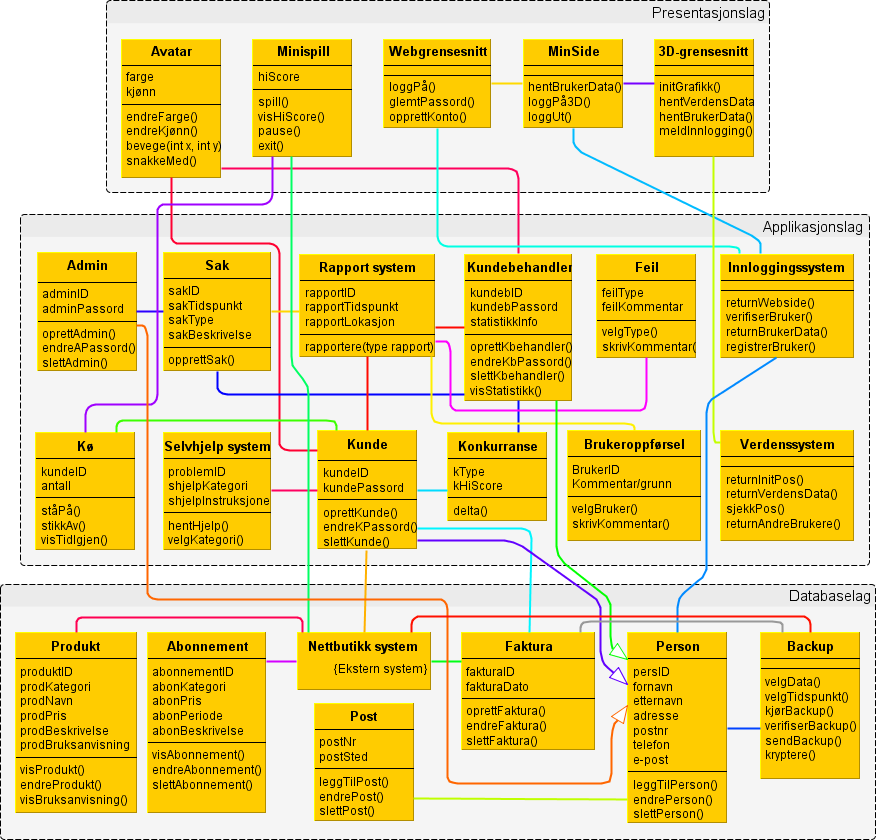 Presentasjonslag
Avatar
farge
kjønn
endreFarge()
endreKjønn()
bevege(int x, int y)
snakkeMed()
Minispill
hiScore
spill()
visHiScore()
pause()
exit()
Webgrensesnitt
loggPå()
glemtPassord()
opprettKonto()
MinSide
hentBrukerData()
loggPå3D()
loggUt()
3D-grensesnitt
initGrafikk()
hentVerdensData
hentBrukerData()
meldInnlogging()
Applikasjonslag
Admin
adminID
adminPassord
oprettAdmin()
endreAPassord()
slettAdmin()
Sak
sakID
sakTidspunkt
sakType
sakBeskrivelse
opprettSak()
Rapport system
rapportID
rapportTidspunkt
rapportLokasjon
rapportere(type rapport)
Kundebehandler
kundebID
kundebPassord
statistikkInfo
oprettKbehandler()
endreKbPassord()
slettKbehandler()
visStatistikk()
Feil
feilType
feilKommentar
velgType()
skrivKommentar(
Innloggingssystem
returnWebside()
verifiserBruker()
returnBrukerData()
registrerBruker()
Kø
kundeID
antall
ståPå()
stikkAv()
visTidIgjen()
Selvhjelp system
problemID
shjelpKategori
shjelpInstruksjone
hentHjelp()
velgKategori()
Kunde
kundeID
kundePassord
oprettKunde()
endreKPassord()
slettKunde()
Konkurranse
kType
kHiScore
delta()
Brukeroppførsel
BrukerID
Kommentar/grunn
velgBruker()
skrivKommentar()
Verdenssystem
returnInitPos()
returnVerdensData()
sjekkPos()
returnAndreBrukere()
Databaselag
Produkt
produktID
prodKategori
prodNavn
prodPris
prodBeskrivelse
prodBruksanvisning
visProdukt()
endreProdukt()
visBruksanvisning()
Abonnement
abonnementID
abonKategori
abonPris
abonPeriode
abonBeskrivelse
visAbonnement()
endreAbonnement()
slettAbonnement()
Nettbutikk system
{Ekstern system}
Post
postNr
postSted
leggTilPost()
endrePost()
slettPost()
Faktura
fakturaID
fakturaDato
oprettFaktura()
endreFaktura()
slettFaktura()
Person
persID
fornavn
etternavn
adresse
postnr
telefon
e-post
leggTilPerson()
endrePerson()
slettPerson()
Backup
velgData()
velgTidspunkt()
kjørBackup()
verifiserBackup()
sendBackup()
kryptere()